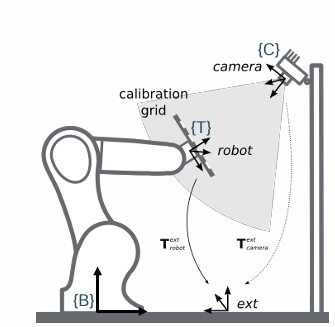 {C}
camera
calibration
grid
{T}
robot
T^ext_robot
T^ext_camera
{B}
ext